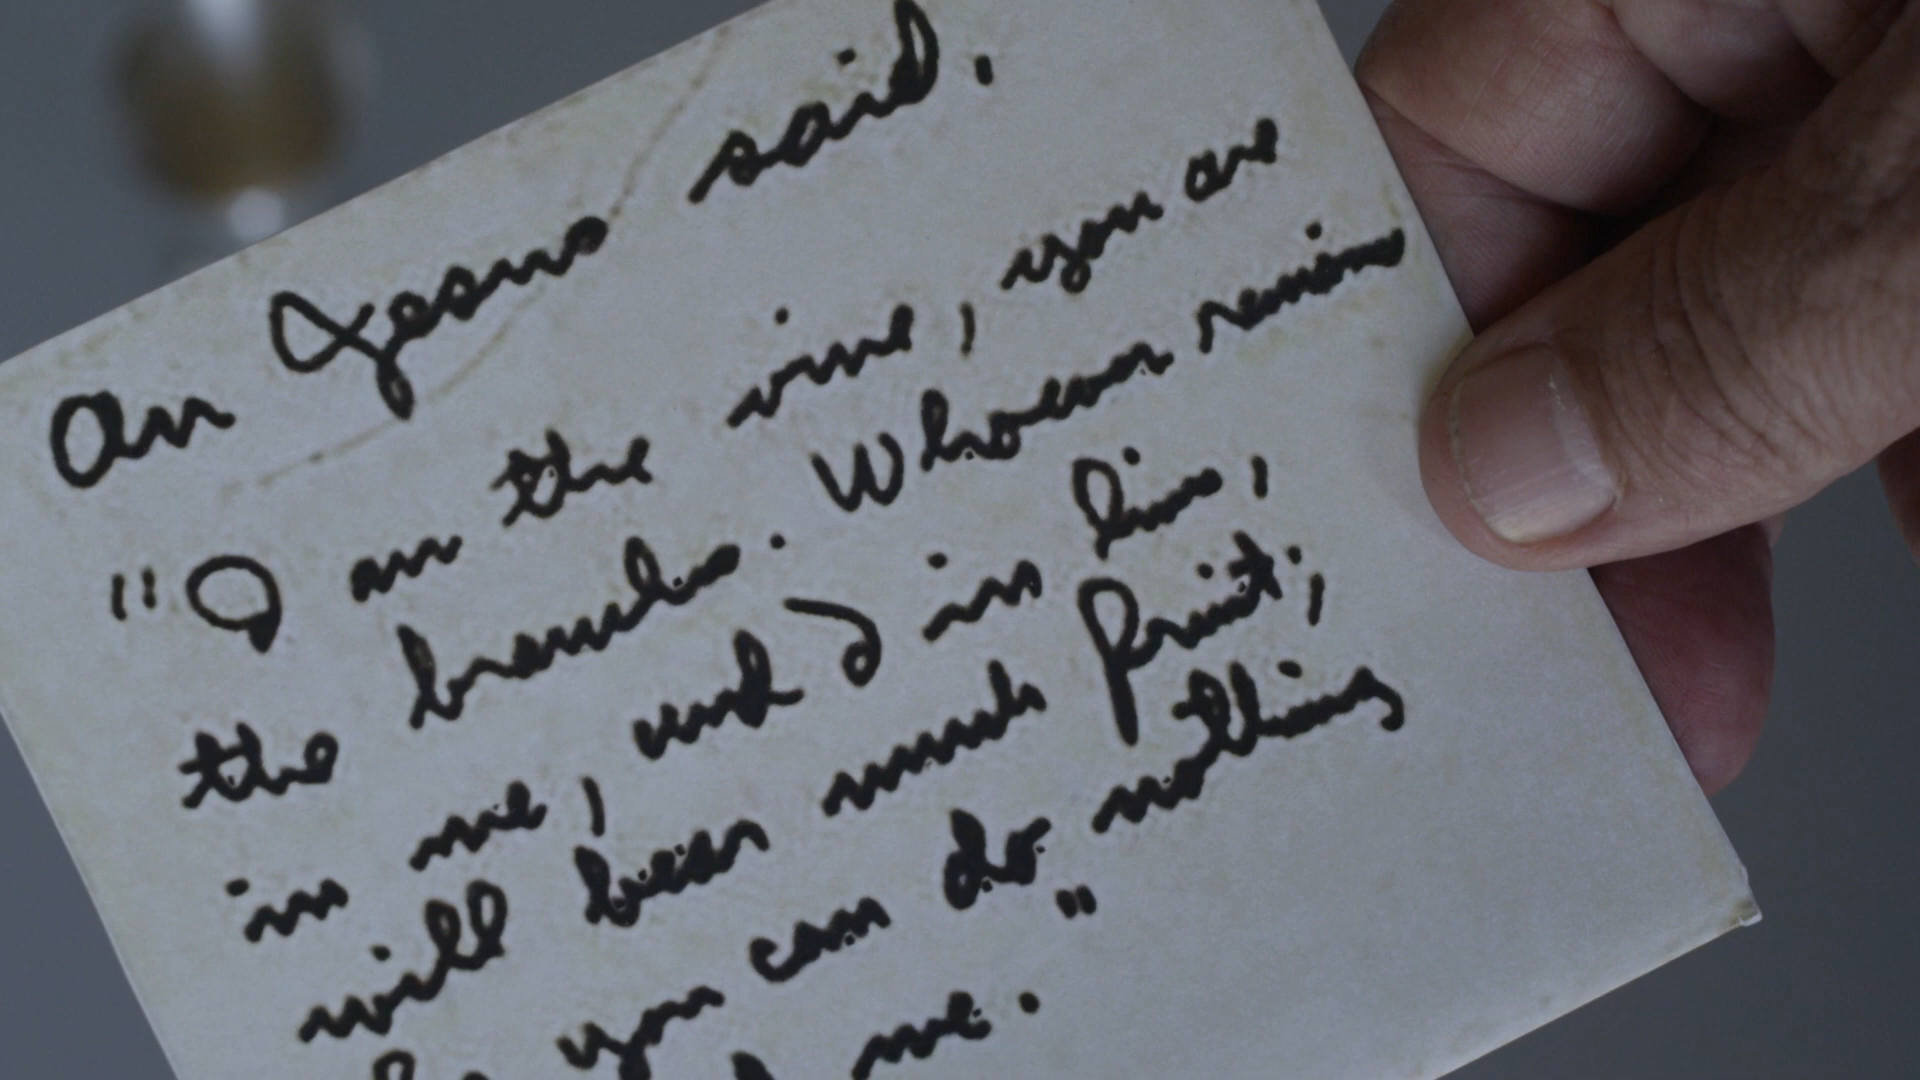 as Jesus said,
"I am the vine, you are
the branches. Whoever remains
in me, and I in him,
will bear much fruit,
you can do nothing
me."